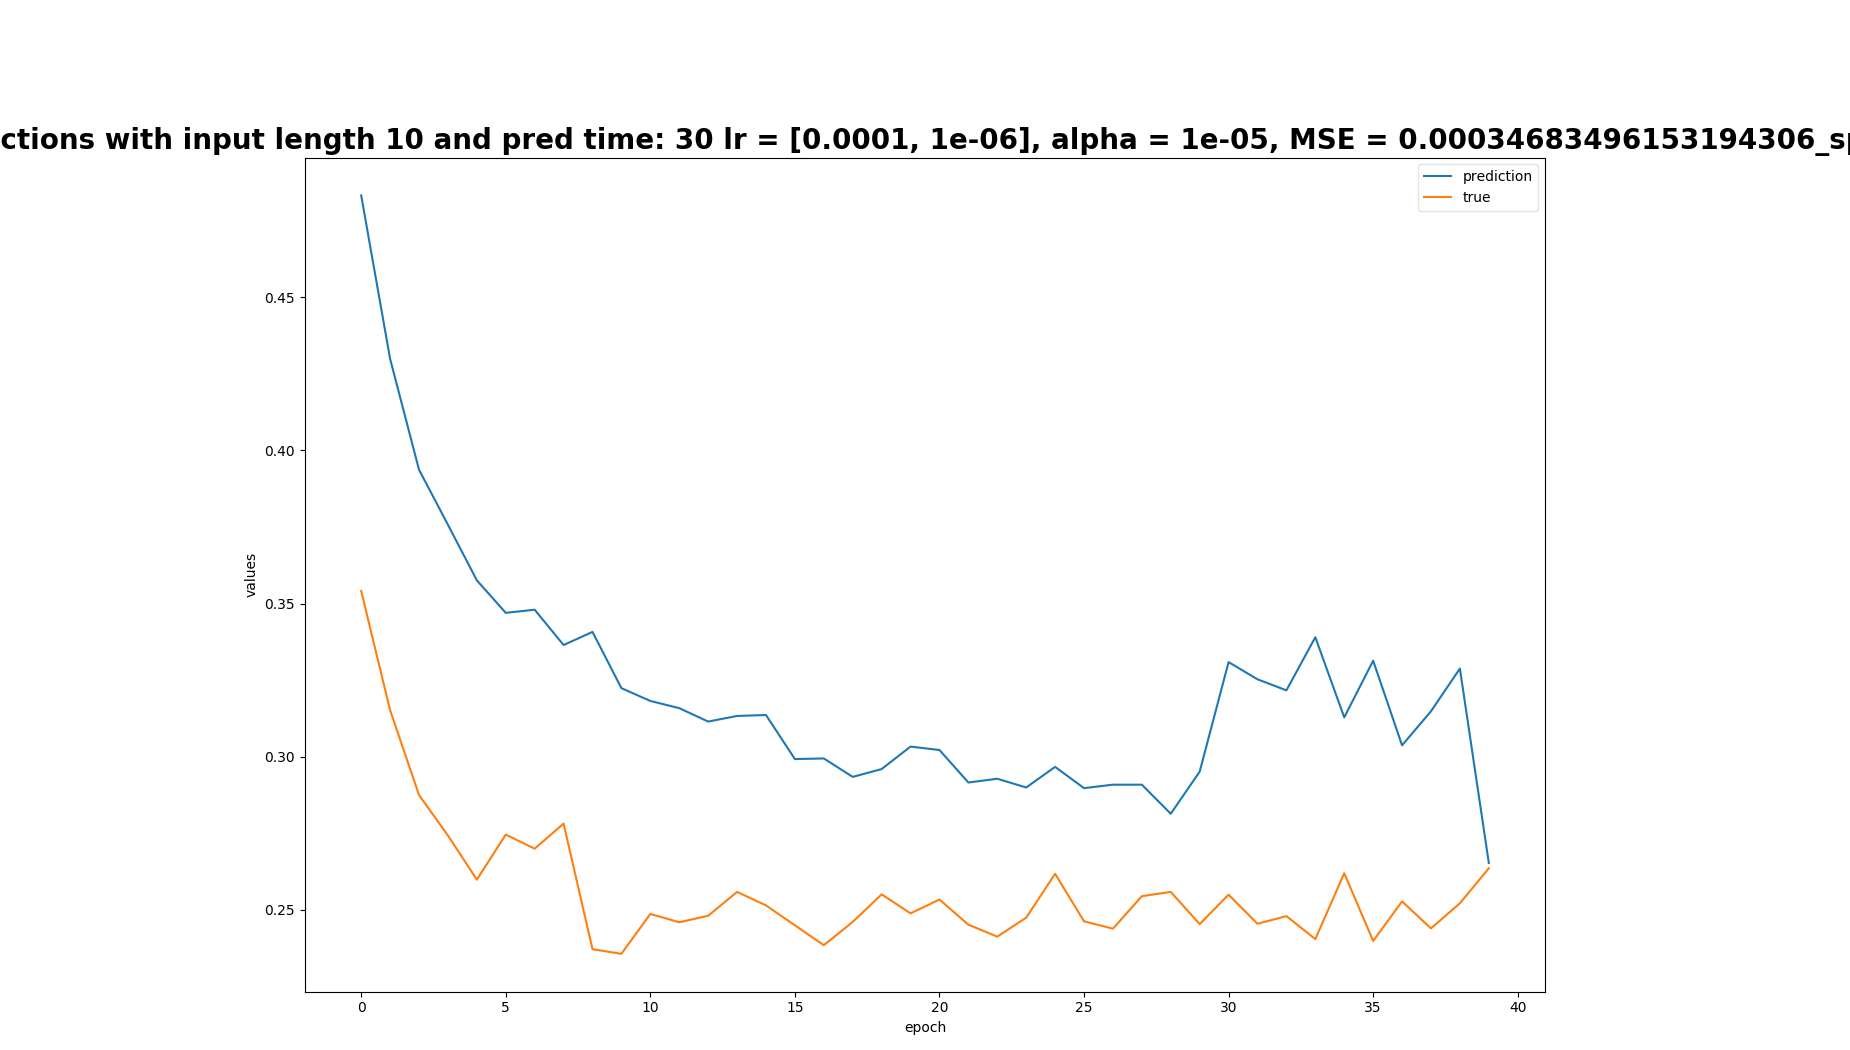 ctions with input length 10 and pred time: 30 lr = [0.0001, 1e-06], alpha = 1e-05, MSE = 0.00034683496153194306_sp
prediction
true
0.45
0.40
0.35
0.30
0.25
values
0 5 10 15 20 25 30 35 40
epoch